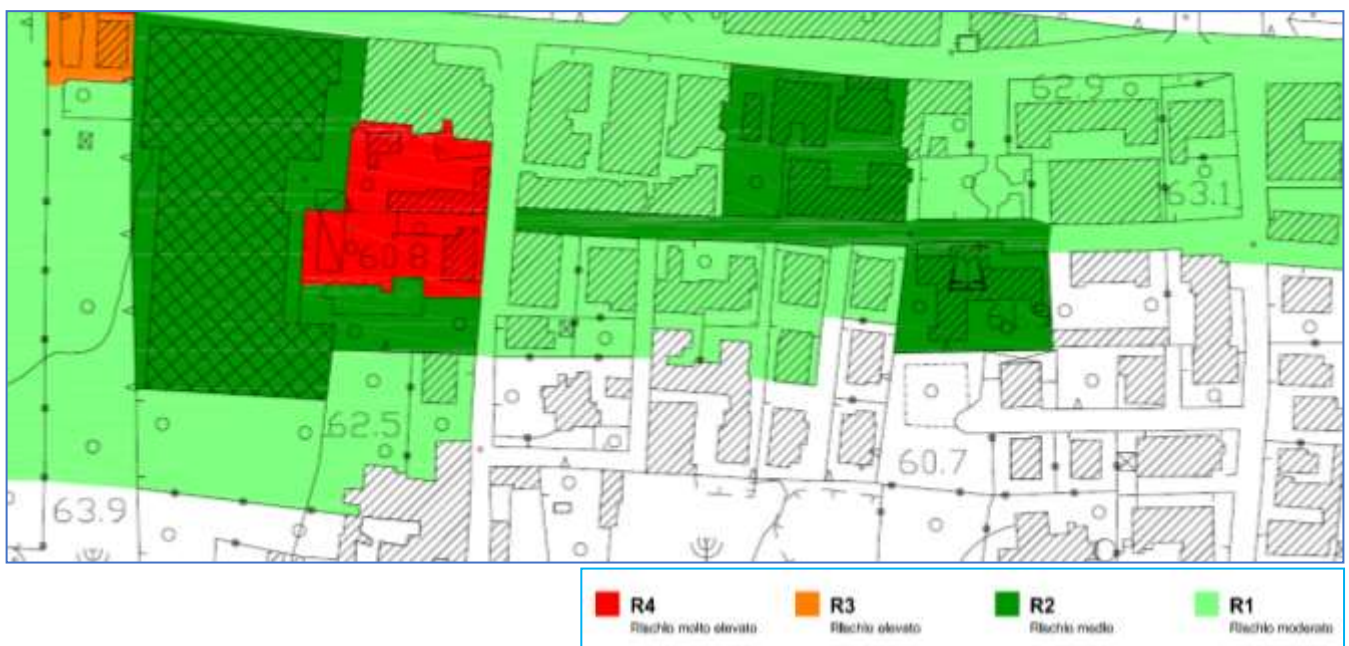 62.9
63.1
60.8
62.5
60.7
63.9
R4
Rischio molto elevato
R3
Rischio elevato
R2
Rischio medio
R1
Rischio moderato